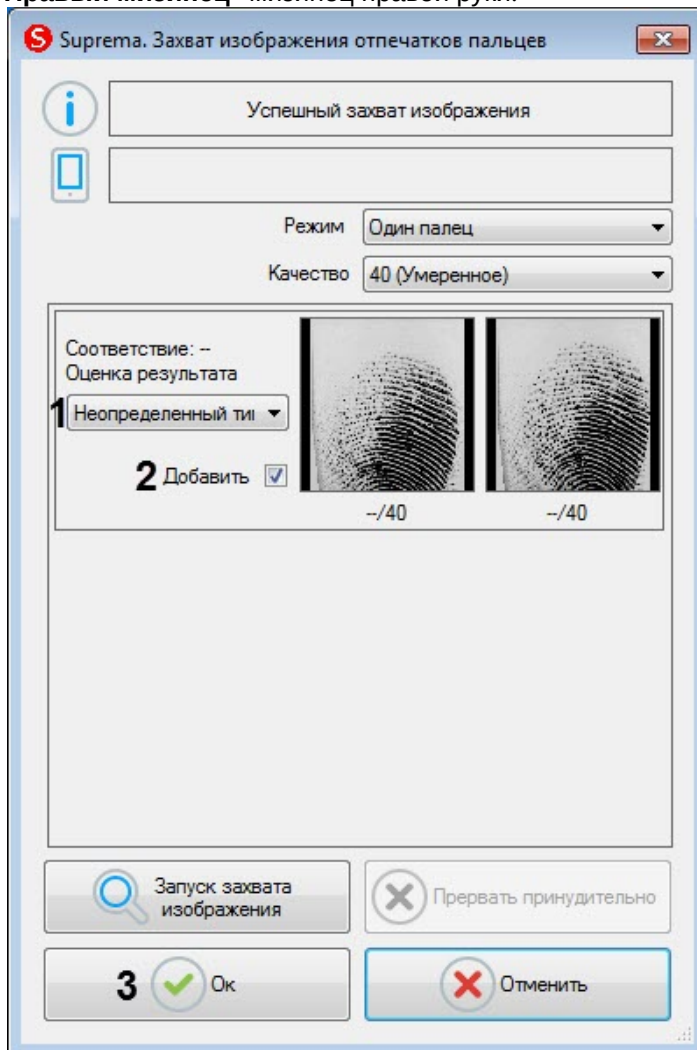 Suprema. Захват изображения отпечатков пальцев
Успешный захват изображения
Режим
Один палец
Качество
40 (Умеренное)
Соответствие: --
Оценка результата
1
Неопределенный ти
2 Добавить
--/40
--/40
Запуск захвата
изображения
Прервать принудительно
3 Ок
Отменить